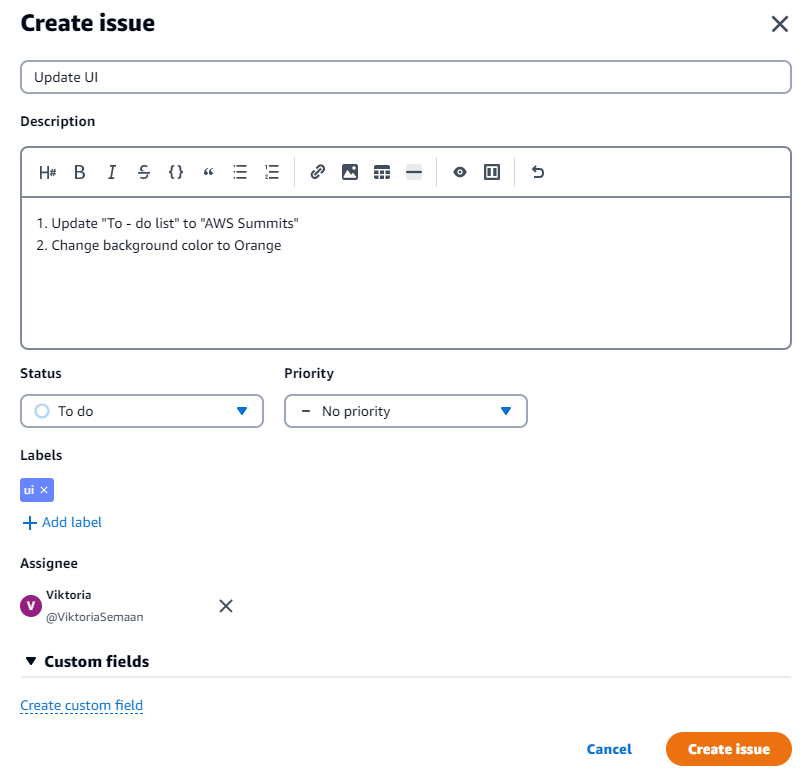 Create issue
Update UI
Description
H# B I S {} “
1. Update "To - do list" to "AWS Summits"
2. Change background color to Orange
Status Priority
To do – No priority
Labels
ui ×
+ Add label
Assignee
V Viktoria
@ViktoriaSemaan
Custom fields
Create custom field
Cancel Create issue